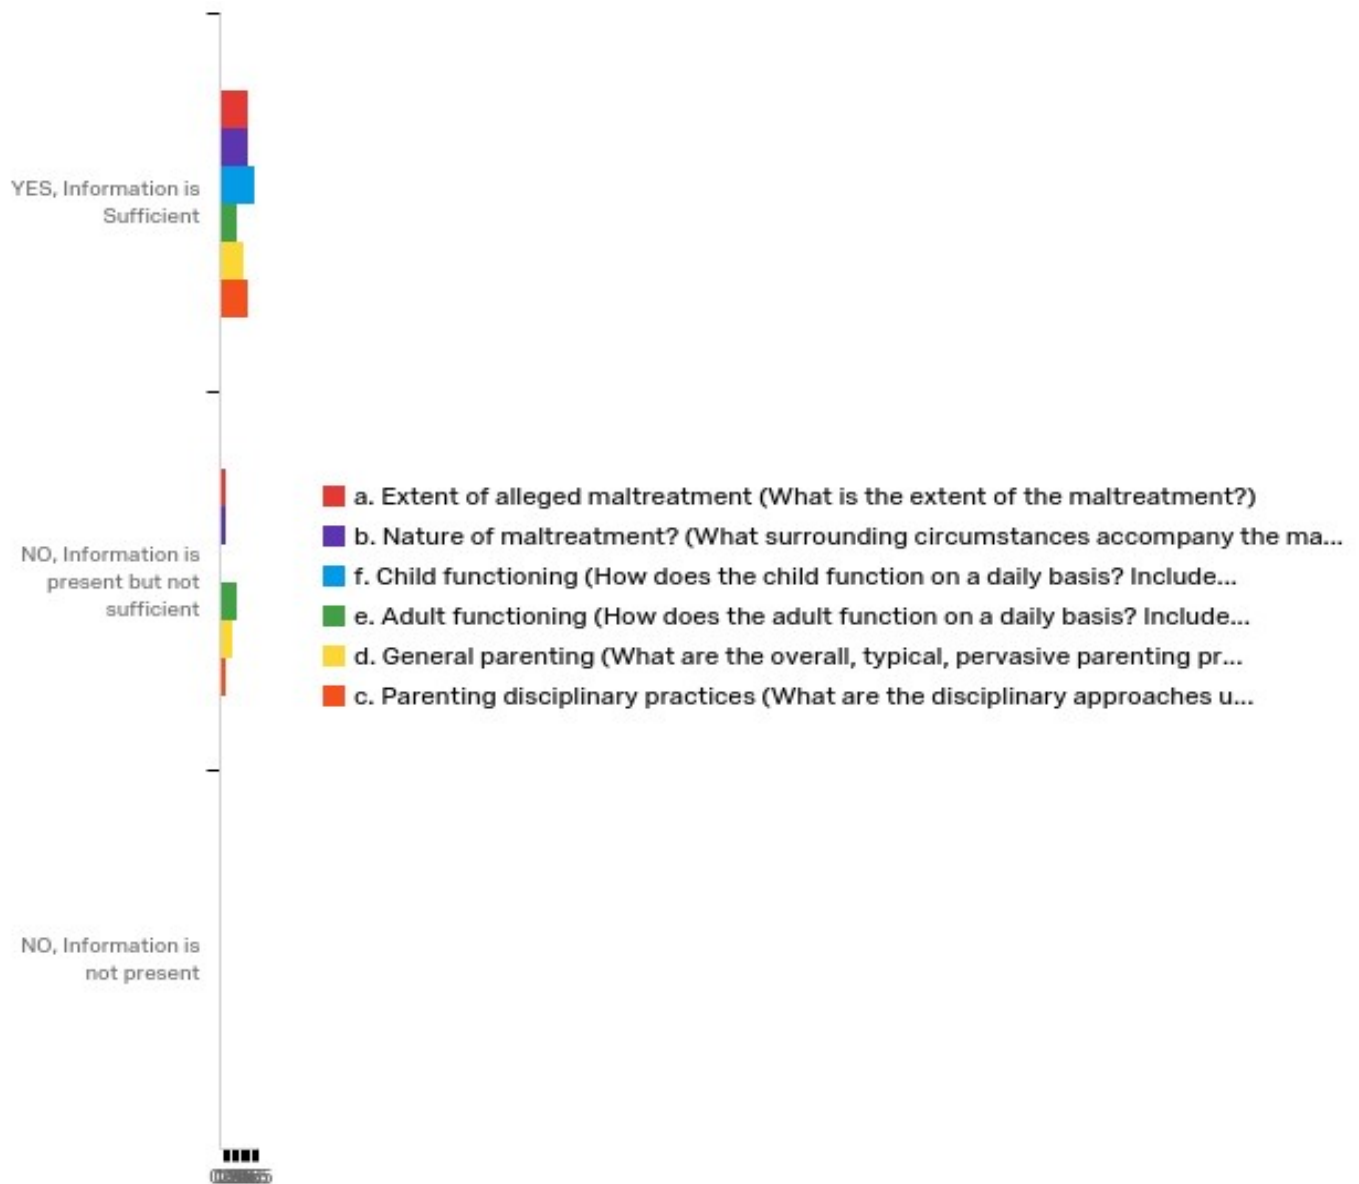 YES, Information is
Sufficient
NO, Information is
present but not
sufficient
a. Extent of alleged maltreatment (What is the extent of the maltreatment?)
b. Nature of maltreatment? (What surrounding circumstances accompany the ma...
f. Child functioning (How does the child function on a daily basis? Include...
e. Adult functioning (How does the adult function on a daily basis? Include...
d. General parenting (What are the overall, typical, pervasive parenting pr...
c. Parenting disciplinary practices (What are the disciplinary approaches u...
NO, Information is
not present